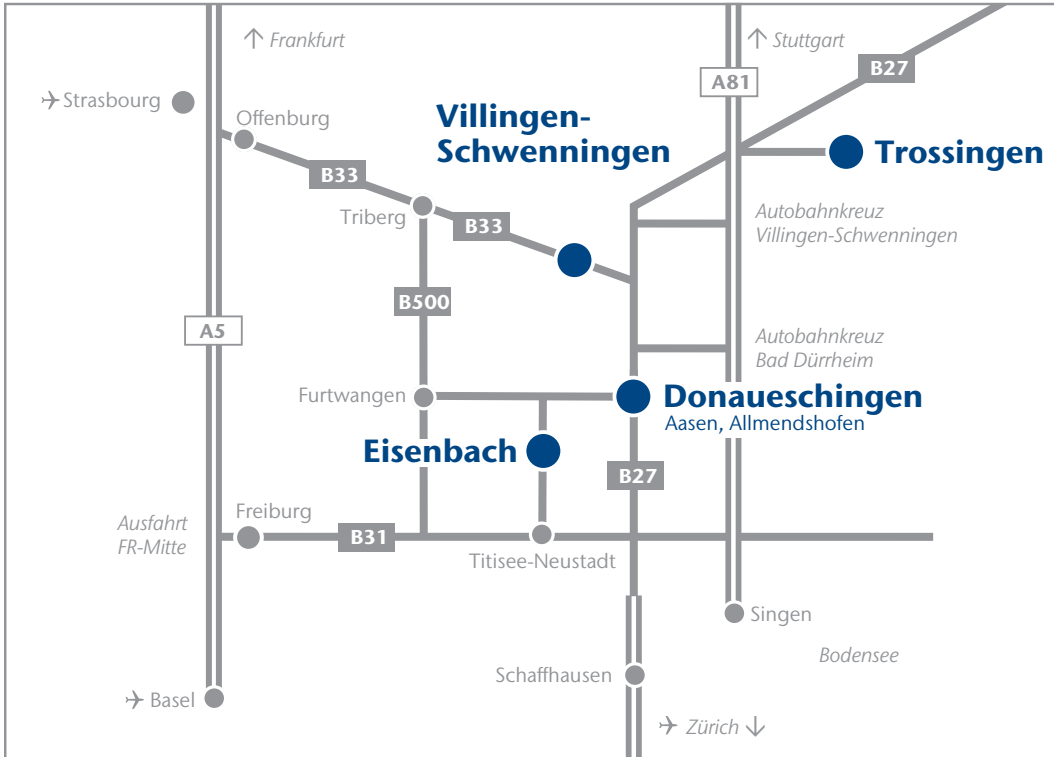 ↑ Frankfurt
↑ Stuttgart
B27
A81
✈ Strasbourg
Offenburg
Villingen-
Schwenningen
Trossingen
B33
Triberg
B33
Autobahnkreuz
Villingen-Schwenningen
B500
A5
Autobahnkreuz
Bad Dürrheim
Furtwangen
Donaueschingen
Aasen, Allmendshofen
Eisenbach
B27
Freiburg
Ausfahrt
FR-Mitte
B31
Titisee-Neustadt
Singen
Bodensee
Schaffhausen
✈ Basel
✈ Zürich ↓